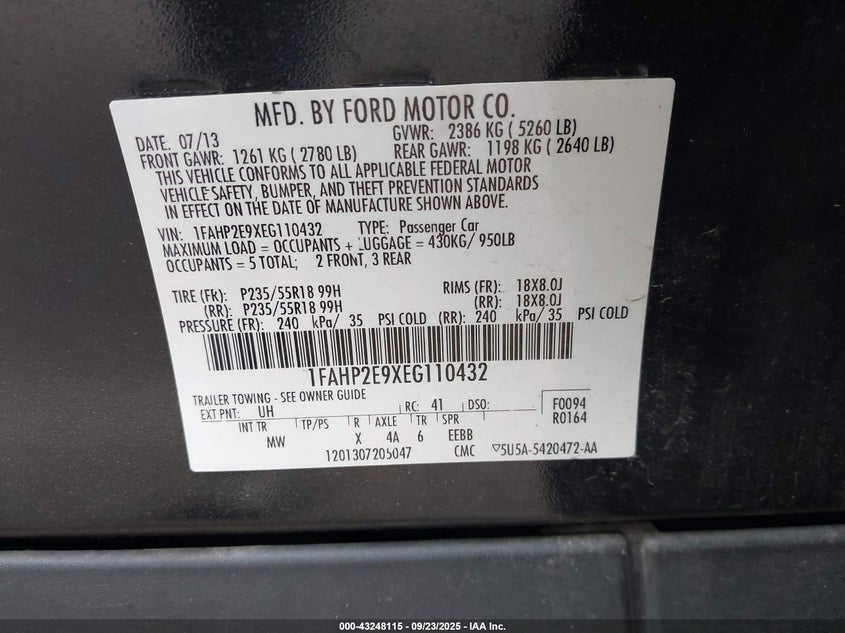 MFD. BY FORD MOTOR CO.
DATE: 07/13 GVWR: 2386 KG ( 5260 LB)
FRONT GAWR: 1261 KG ( 2780 LB) REAR GAWR: 1198 KG ( 2640 LB)
THIS VEHICLE CONFORMS TO ALL APPLICABLE FEDERAL MOTOR
VEHICLE SAFETY, BUMPER, AND THEFT PREVENTION STANDARDS
IN EFFECT ON THE DATE OF MANUFACTURE SHOWN ABOVE.
VIN: 1FAHP2E9XEG110432 TYPE: Passenger Car
MAXIMUM LOAD = OCCUPANTS + LUGGAGE = 430KG/ 950LB
OCCUPANTS = 5 TOTAL; 2 FRONT, 3 REAR
TIRE (FR): P235/55R18 99H RIMS (FR): 18X8.0J
(RR): P235/55R18 99H (RR): 18X8.0J
PRESSURE (FR): 240 kPa/ 35 PSI COLD (RR): 240 kPa/ 35 PSI COLD
1FAHP2E9XEG110432
TRAILER TOWING - SEE OWNER GUIDE
EXT PNT: UH RC: 41 DSO: F0094
R0164
INT TR TP/PS R AXLE TR SPR
MW X 4A 6 EEBB
1201307205047 CMC ▽5U5A-5420472-AA
000-43248115 - 09/23/2025 - IAA Inc.